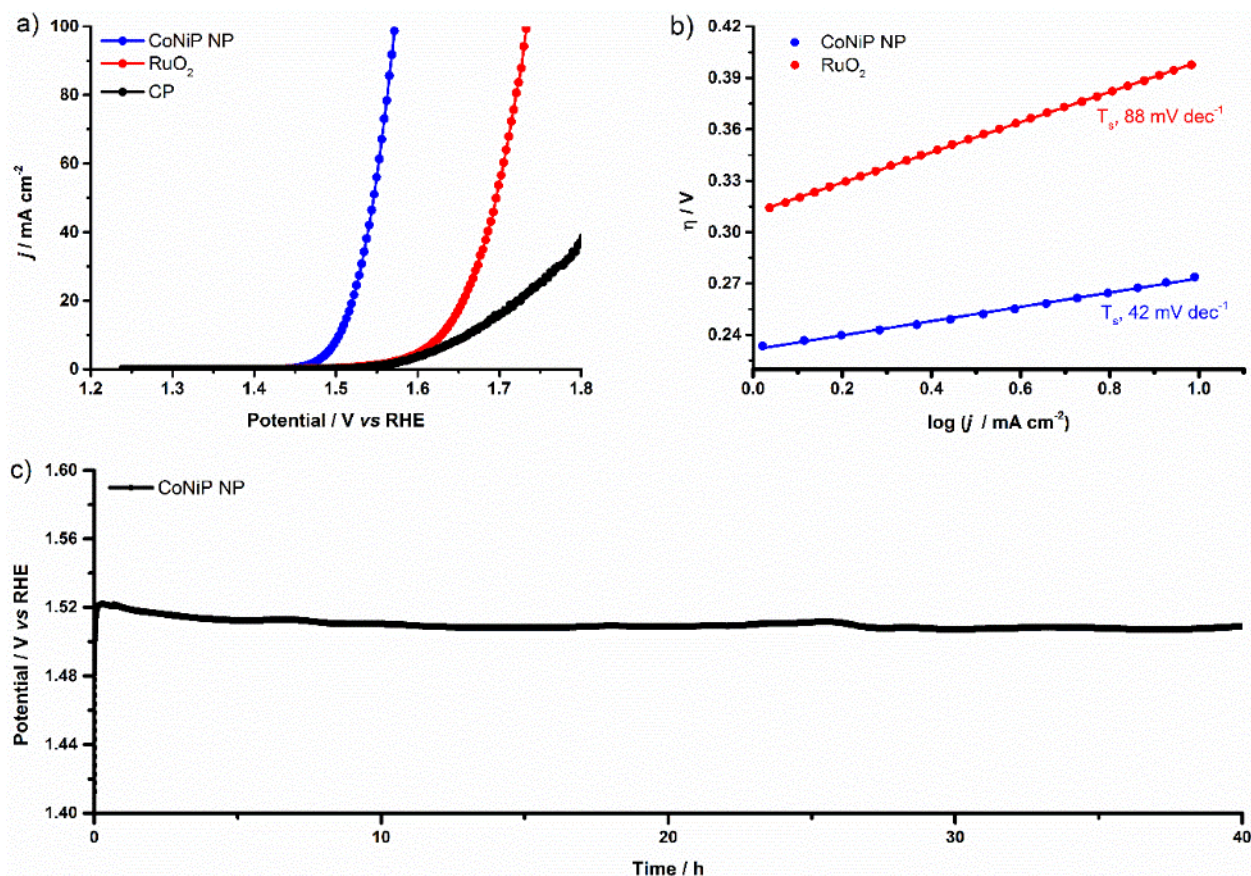 a)
CoNiP NP
RuO₂
CP
100
80
60
40
20
0
j / mA cm⁻²
1.2 1.3 1.4 1.5 1.6 1.7 1.8
Potential / V vs RHE
b)
CoNiP NP
RuO₂
0.42
0.39
0.36
0.33
0.30
0.27
0.24
η / V
Tₛ, 88 mV dec⁻¹
Tₛ, 42 mV dec⁻¹
0.0 0.2 0.4 0.6 0.8 1.0
log (j / mA cm⁻²)
c)
CoNiP NP
1.60
1.56
1.52
1.48
1.44
1.40
Potential / V vs RHE
0 10 20 30 40
Time / h